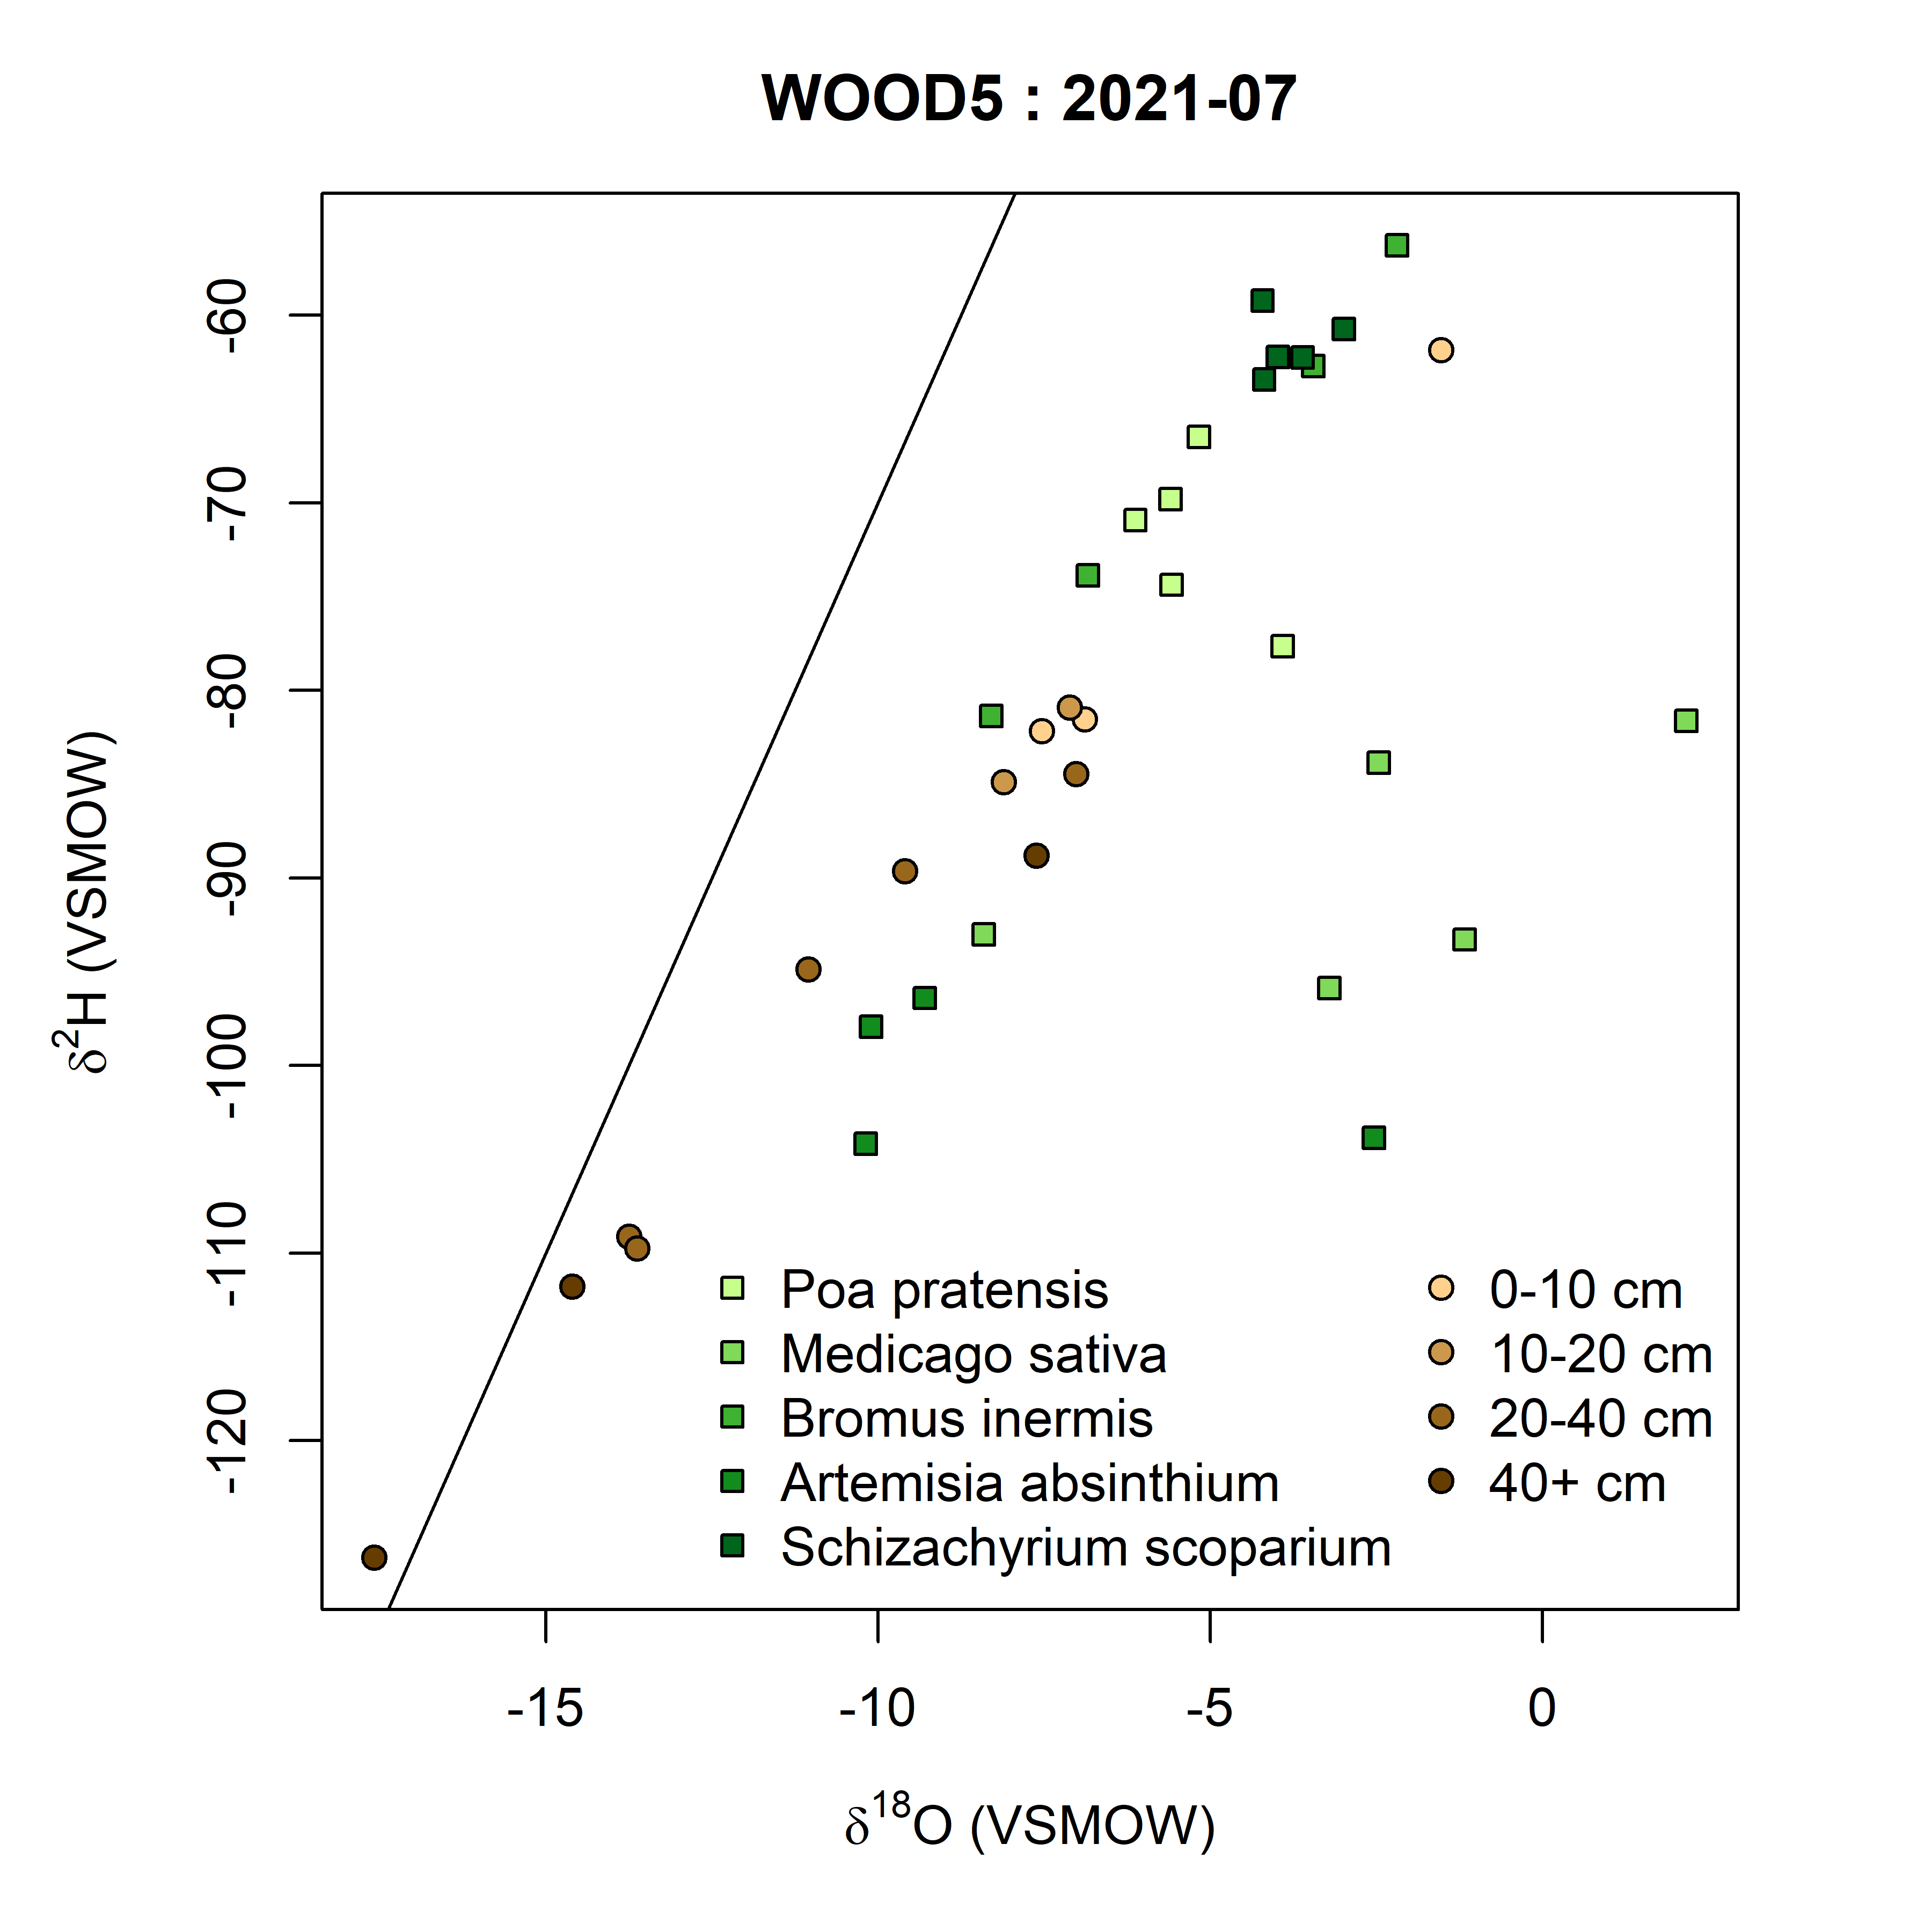 WOOD5 : 2021-07
-60
-70
-80
-90
-100
-110
-120
δ²H (VSMOW)
Poa pratensis
Medicago sativa
Bromus inermis
Artemisia absinthium
Schizachyrium scoparium
0-10 cm
10-20 cm
20-40 cm
40+ cm
-15 -10 -5 0
δ¹⁸O (VSMOW)